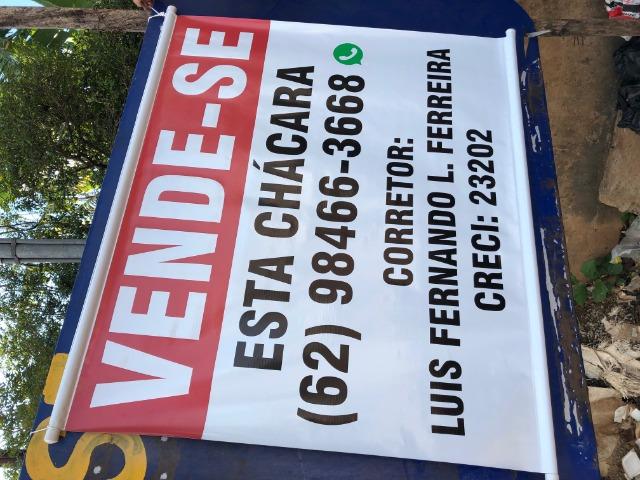 VENDE-SE
ESTA CHÁCARA
(62) 98466-3668
CORRETOR:
LUIS FERNANDO L. FERREIRA
CRECI: 23202